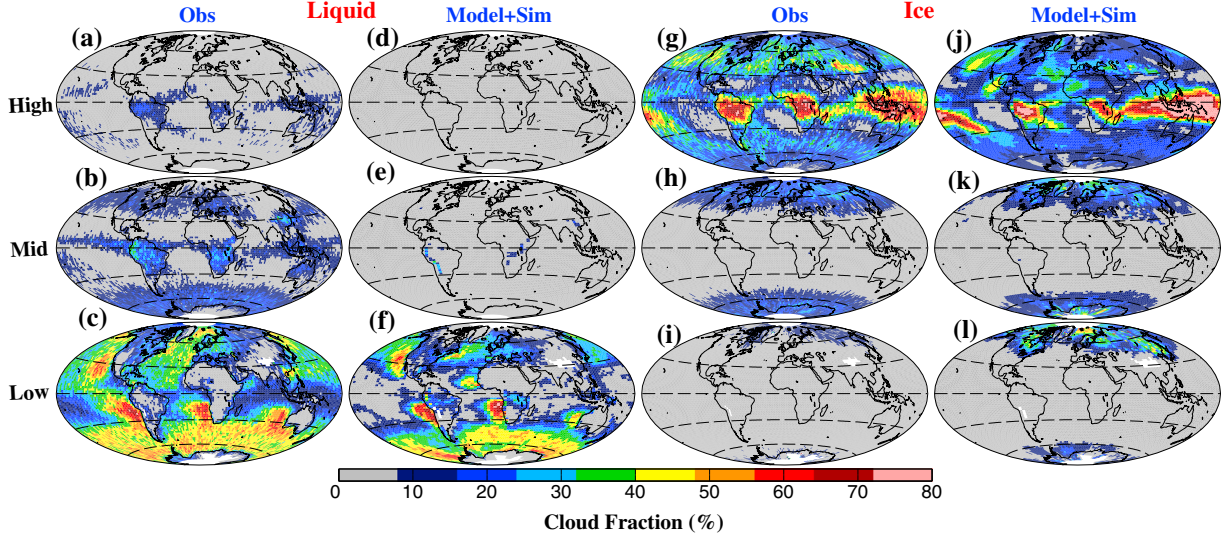 Liquid Ice
Obs Model+Sim Obs Model+Sim
(a) (d) (g) (j)
High
(b) (e) (h) (k)
Mid
(c) (f) (i) (l)
Low
0 10 20 30 40 50 60 70 80
Cloud Fraction (%)